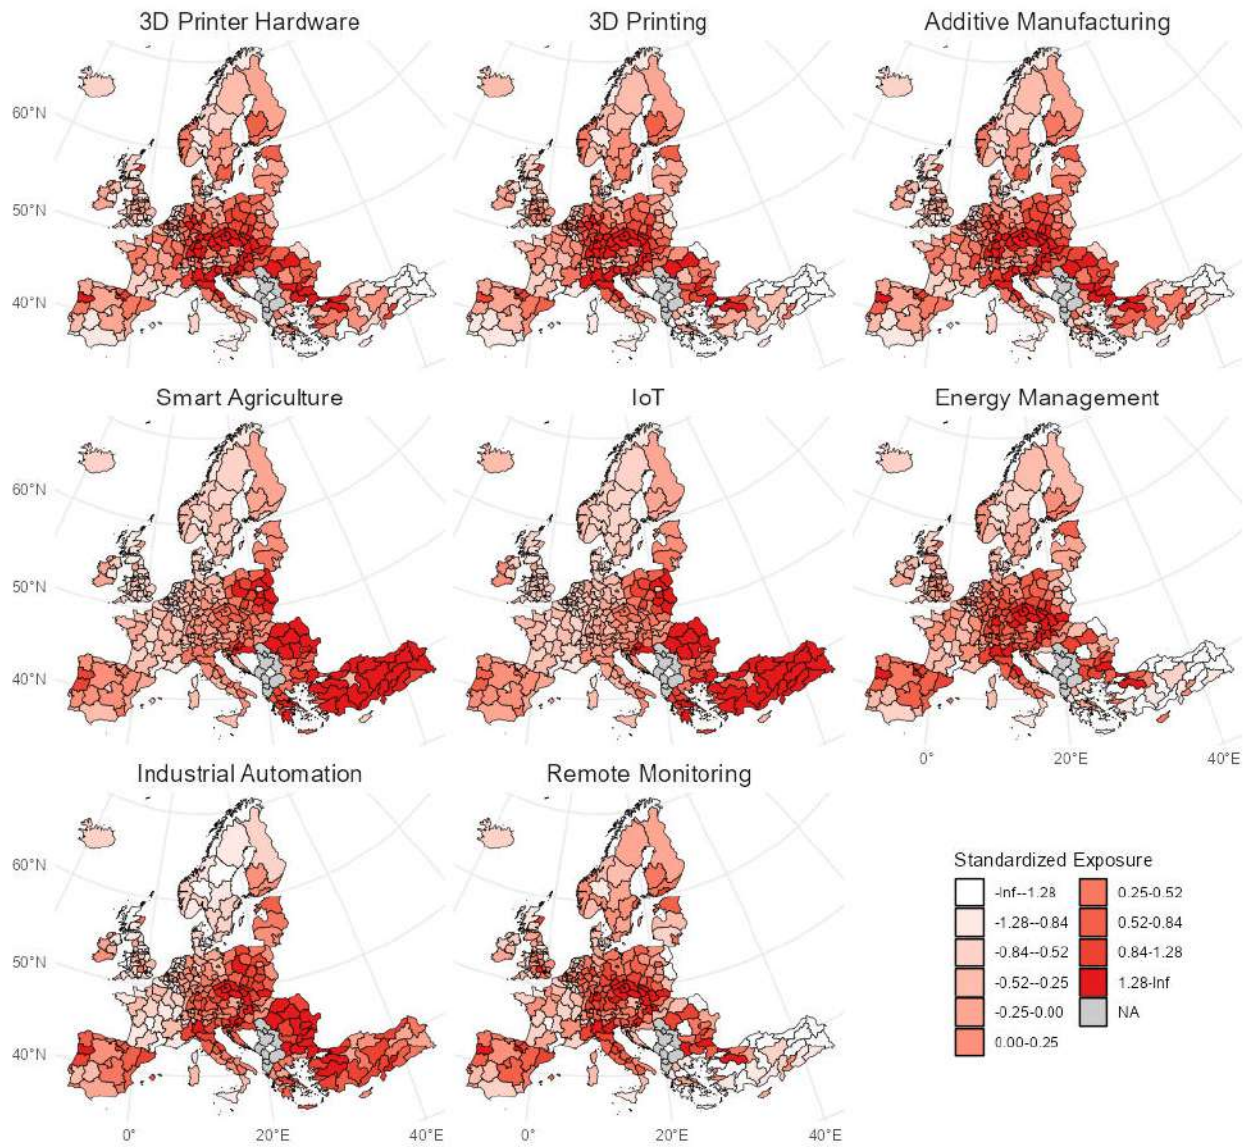 3D Printer Hardware
3D Printing
Additive Manufacturing
60°N
50°N
40°N
Smart Agriculture
IoT
Energy Management
60°N
50°N
40°N
0°
20°E
40°E
Industrial Automation
Remote Monitoring
60°N
50°N
40°N
0°
20°E
40°E
0°
20°E
40°E
Standardized Exposure
-Inf--1.28
-1.28--0.84
-0.84--0.52
-0.52--0.25
-0.25-0.00
0.00-0.25
0.25-0.52
0.52-0.84
0.84-1.28
1.28-Inf
NA